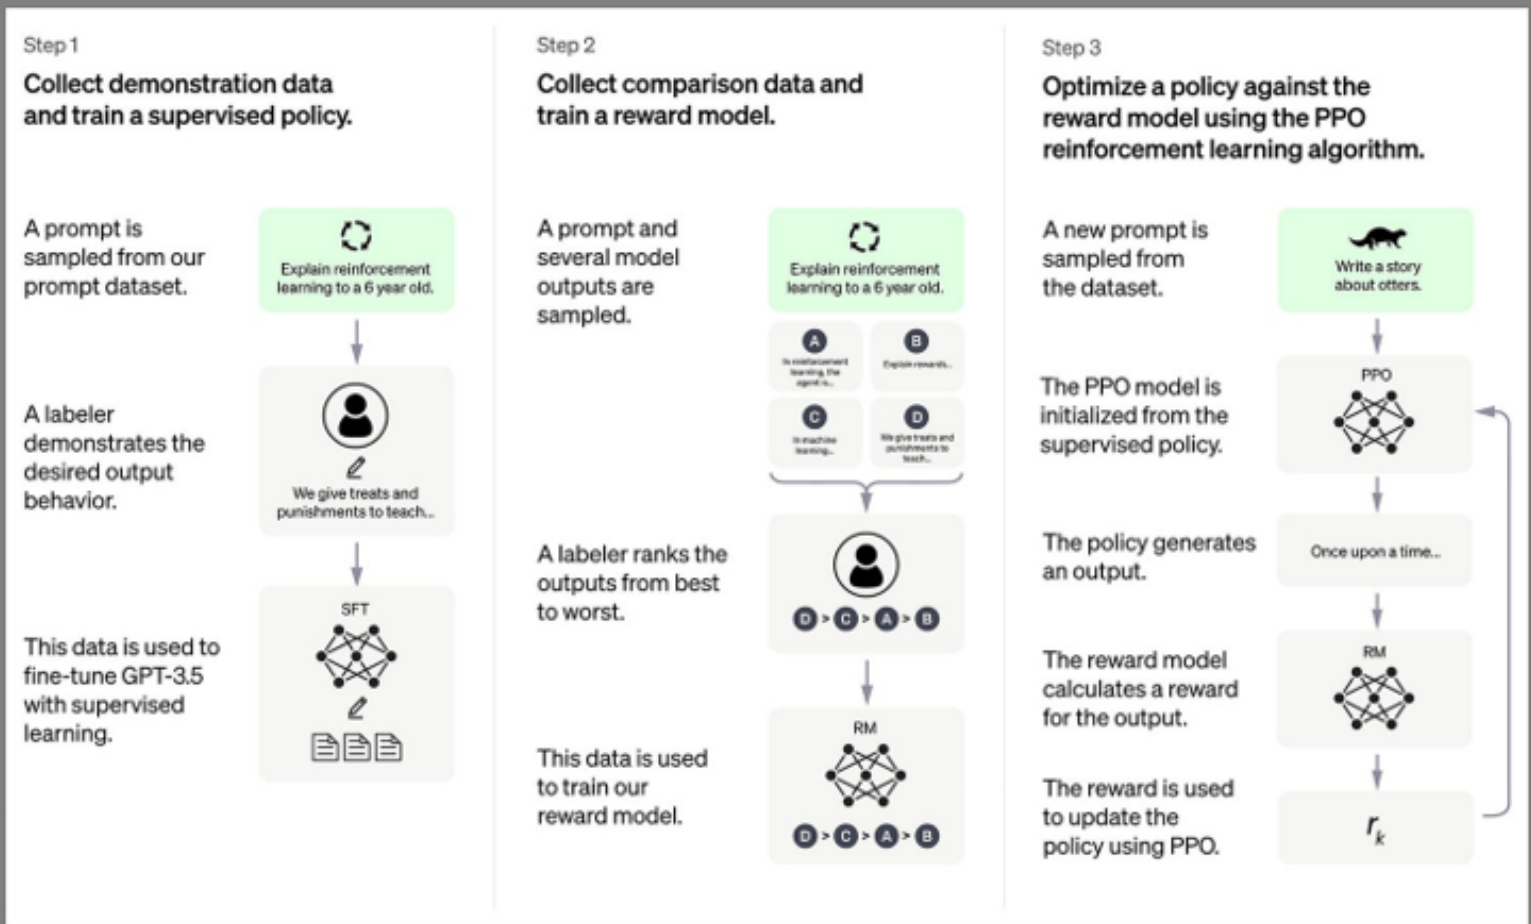 Step 1
Collect demonstration data
and train a supervised policy.
A prompt is
sampled from our
prompt dataset.
Explain reinforcement
learning to a 6 year old.
A labeler
demonstrates the
desired output
behavior.
We give treats and
punishments to teach...
This data is used to
fine-tune GPT-3.5
with supervised
learning.
SFT
Step 2
Collect comparison data and
train a reward model.
A prompt and
several model
outputs are
sampled.
Explain reinforcement
learning to a 6 year old.
A
In reinforcement
learning, the
agent is...
B
Explain rewards...
C
In machine
learning...
D
We give treats and
punishments to
teach...
A labeler ranks the
outputs from best
to worst.
D > C > A > B
This data is used
to train our
reward model.
RM
D > C > A > B
Step 3
Optimize a policy against the
reward model using the PPO
reinforcement learning algorithm.
A new prompt is
sampled from
the dataset.
Write a story
about otters.
The PPO model is
initialized from the
supervised policy.
PPO
The policy generates
an output.
Once upon a time...
The reward model
calculates a reward
for the output.
RM
The reward is used
to update the
policy using PPO.
rₖ